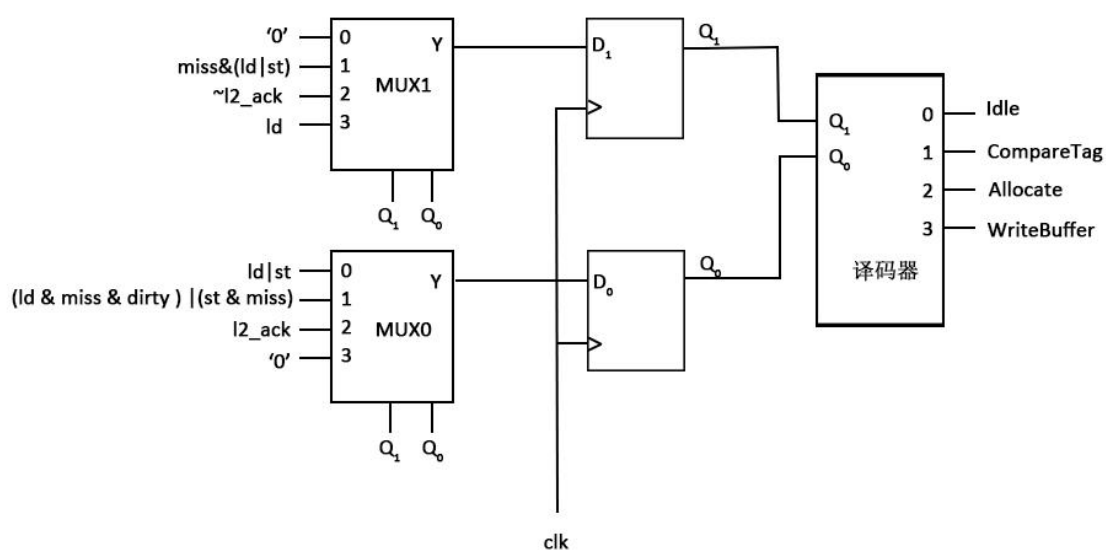 ‘0’
miss&(ld|st)
~l2_ack
ld
0
1
2
3
Y
MUX1
Q₁ Q₀
D₁
Q₁
ld|st
(ld & miss & dirty ) |(st & miss)
l2_ack
‘0’
0
1
2
3
Y
MUX0
Q₁ Q₀
D₀
Q₀
clk
Q₁
Q₀
0
1
2
3
译码器
Idle
CompareTag
Allocate
WriteBuffer